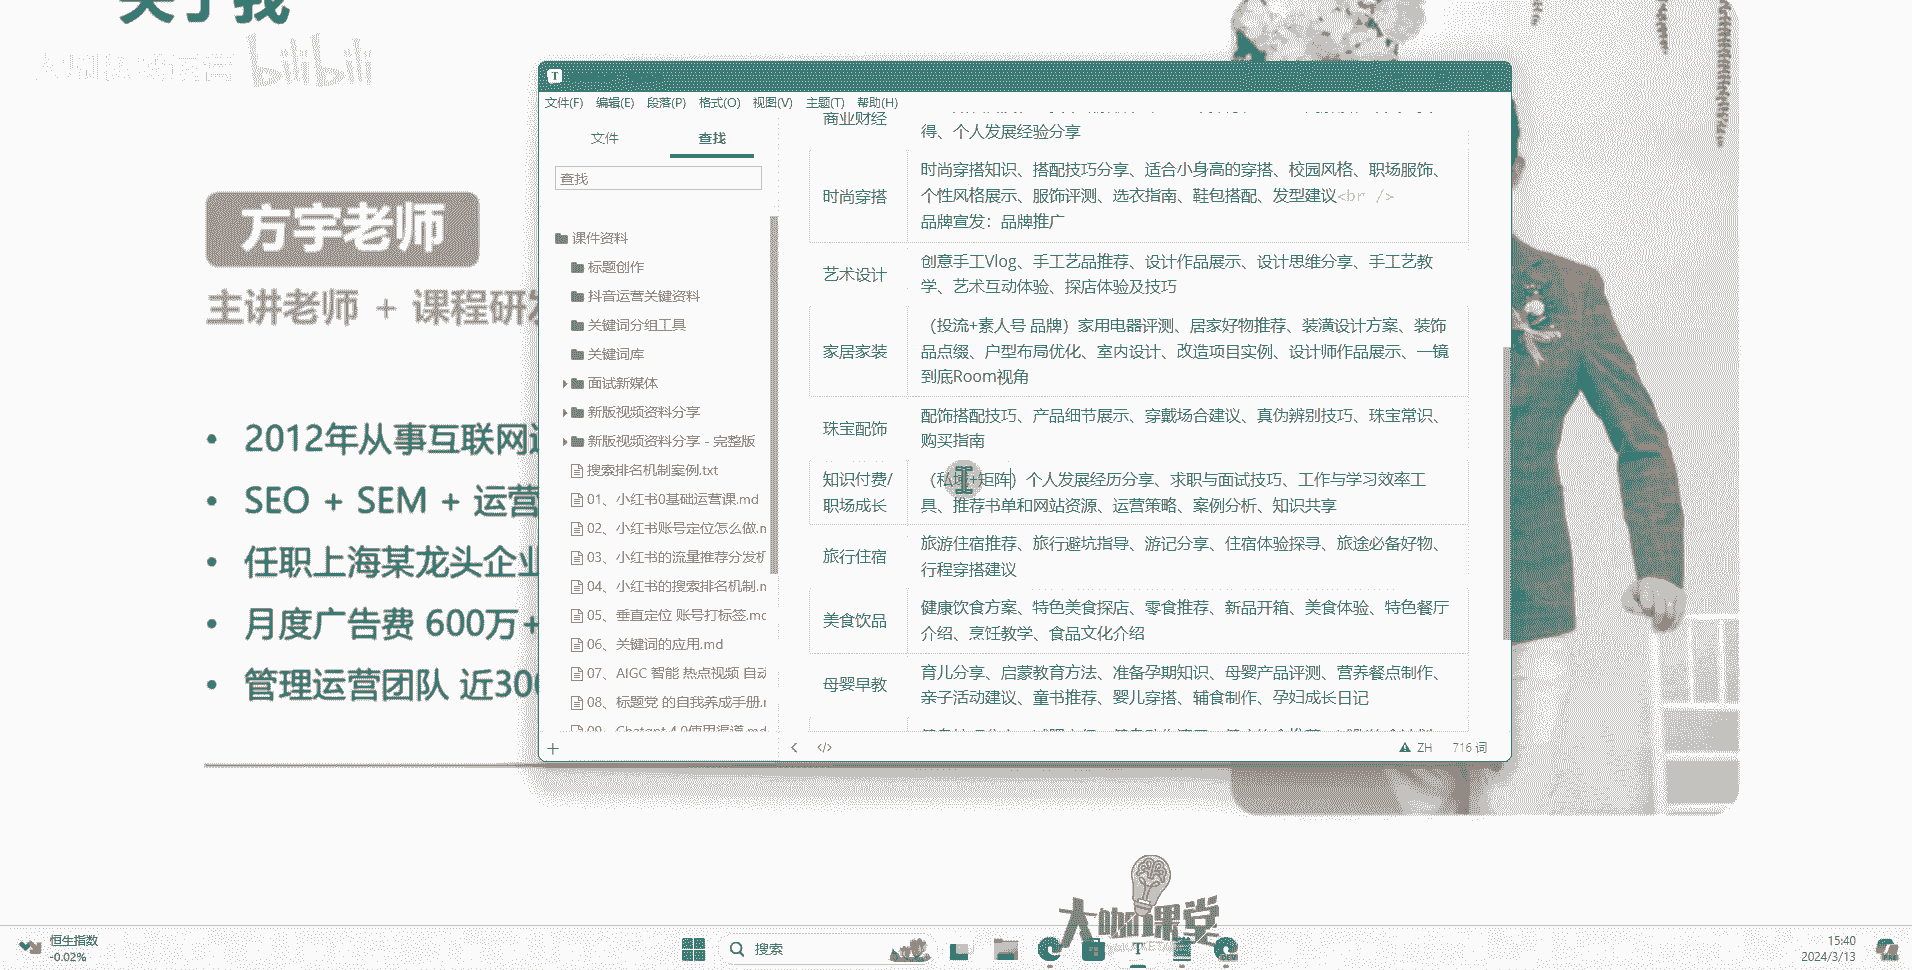 关于我
bilibili
方宇老师
主讲老师 + 课程研发
2012年从事互联网
SEO + SEM + 运营
任职上海某龙头企业
月度广告费 600万+
管理运营团队 近300
T
文件(F) 编辑(E) 段落(P) 格式(O) 视图(V) 主题(T) 帮助(H)
文件 查找
查找
课件资料
标题创作
抖音运营关键资料
关键词分组工具
关键词库
面试新媒体
新版视频资料分享
新版视频资料分享 - 完整版
搜索排名机制案例.txt
01、小红书0基础运营课.md
02、小红书账号定位怎么做.m
03、小红书的流量推荐分发机
04、小红书的搜索排名机制.m
05、垂直定位 账号打标签.mc
06、关键词的应用.md
07、AIGC 智能 热点视频 自动
08、标题党 的自我养成手册.r
09、Chatgpt 4.0使用渠道.md
商业财经
得、个人发展经验分享
时尚穿搭
时尚穿搭知识、搭配技巧分享、适合小身高的穿搭、校园风格、职场服饰、
个性风格展示、服饰评测、选衣指南、鞋包搭配、发型建议<br />
品牌宣发：品牌推广
艺术设计
创意手工Vlog、手工艺品推荐、设计作品展示、设计思维分享、手工艺教
学、艺术互动体验、探店体验及技巧
家居家装
（投流+素人号 品牌）家用电器评测、居家好物推荐、装潢设计方案、装饰
品点缀、户型布局优化、室内设计、改造项目实例、设计师作品展示、一镜
到底Room视角
珠宝配饰
配饰搭配技巧、产品细节展示、穿戴场合建议、真伪辨别技巧、珠宝常识、
购买指南
知识付费/
职场成长
（私域+矩阵）个人发展经历分享、求职与面试技巧、工作与学习效率工
具、推荐书单和网站资源、运营策略、案例分析、知识共享
旅行住宿
旅游住宿推荐、旅行避坑指导、游记分享、住宿体验探寻、旅途必备好物、
行程穿搭建议
美食饮品
健康饮食方案、特色美食探店、零食推荐、新品开箱、美食体验、特色餐厅
介绍、烹饪教学、食品文化介绍
母婴早教
育儿分享、启蒙教育方法、准备孕期知识、母婴产品评测、营养餐点制作、
亲子活动建议、童书推荐、婴儿穿搭、辅食制作、孕妇成长日记
ZH 716 词
大咖课堂
恒生指数
-0.02%
搜索
15:40
2024/3/13